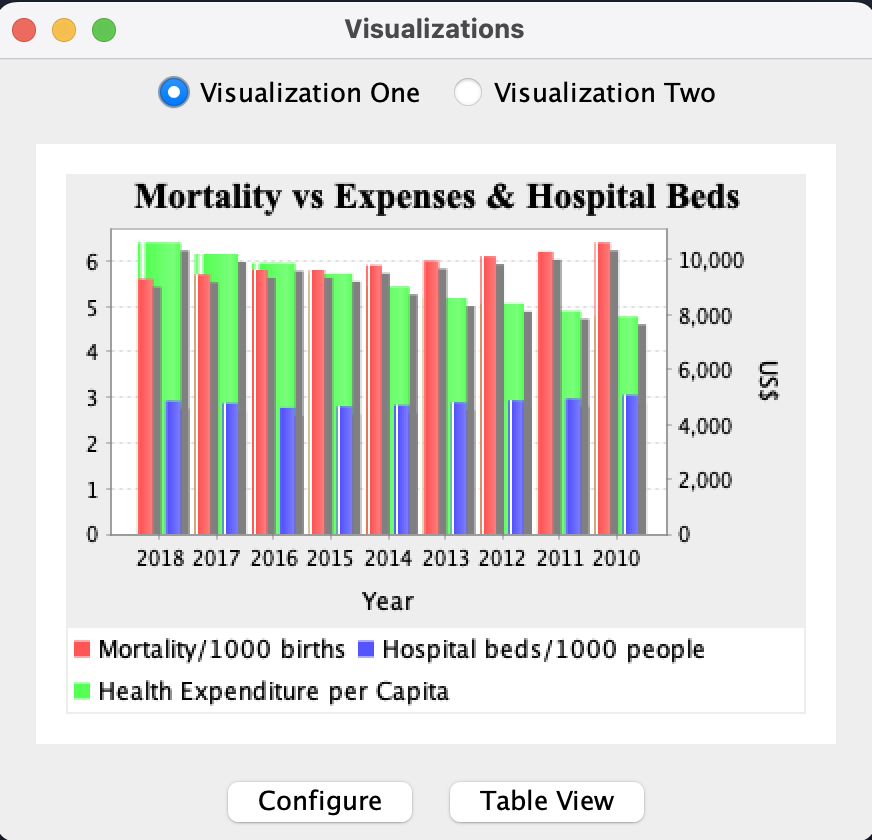 Visualizations
Visualization One Visualization Two
Mortality vs Expenses & Hospital Beds
6
5
4
3
2
1
0
10,000
8,000
6,000
4,000
2,000
0
US$
2018 2017 2016 2015 2014 2013 2012 2011 2010
Year
Mortality/1000 births Hospital beds/1000 people
Health Expenditure per Capita
Configure Table View